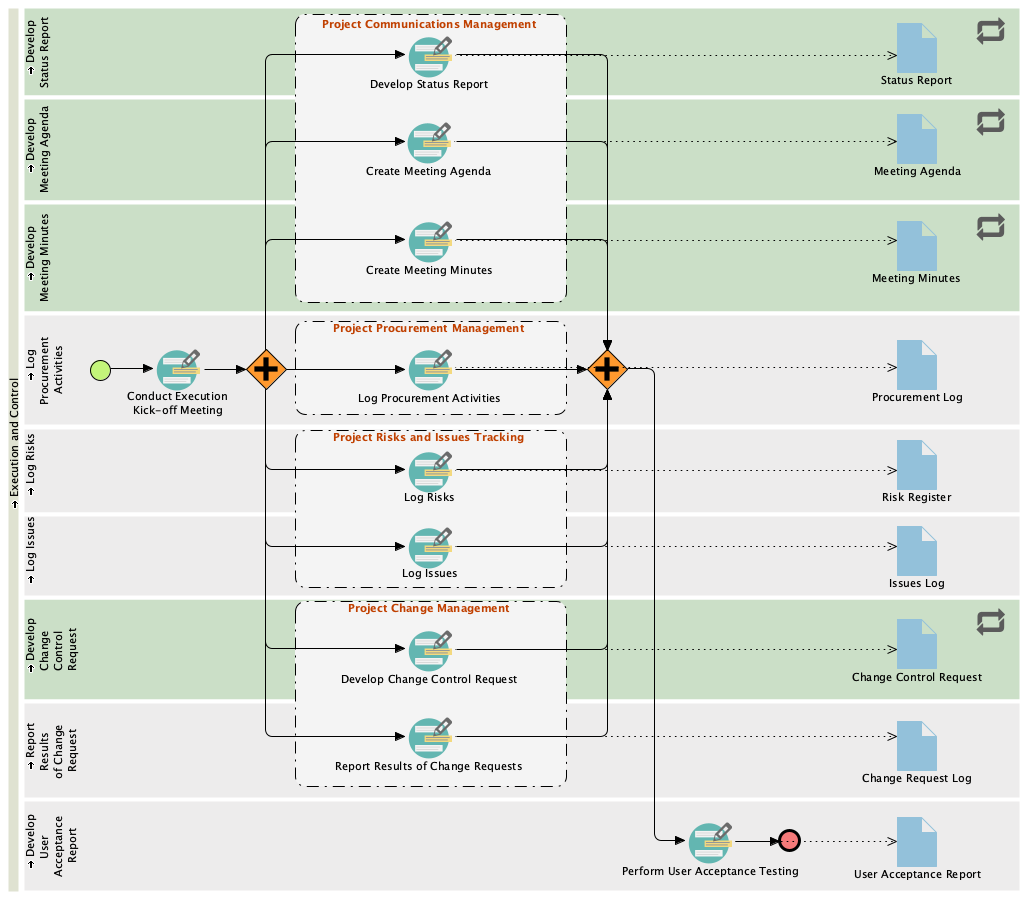 ➔ Execution and Control
➔ Develop
Status Report
Project Communications Management
Develop Status Report
Status Report
➔ Develop
Meeting Agenda
Create Meeting Agenda
Meeting Agenda
➔ Develop
Meeting Minutes
Create Meeting Minutes
Meeting Minutes
➔ Log
Procurement
Activities
Conduct Execution
Kick-off Meeting
Project Procurement Management
Log Procurement Activities
Procurement Log
➔ Log Risks
Project Risks and Issues Tracking
Log Risks
Risk Register
➔ Log Issues
Log Issues
Issues Log
➔ Develop
Change
Control
Request
Project Change Management
Develop Change Control Request
Change Control Request
➔ Report
Results
of Change
Request
Report Results of Change Requests
Change Request Log
➔ Develop
User
Acceptance
Report
Perform User Acceptance Testing
User Acceptance Report